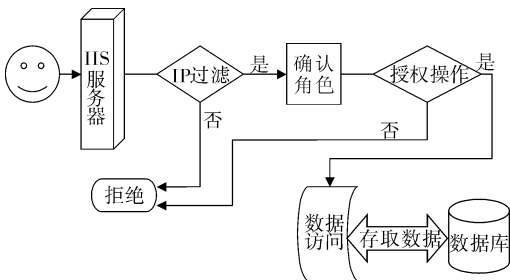 IIS
服务器
IP过滤
是
确认
角色
授权操作
是
否
否
拒绝
数据
访问
存取数据
数据库